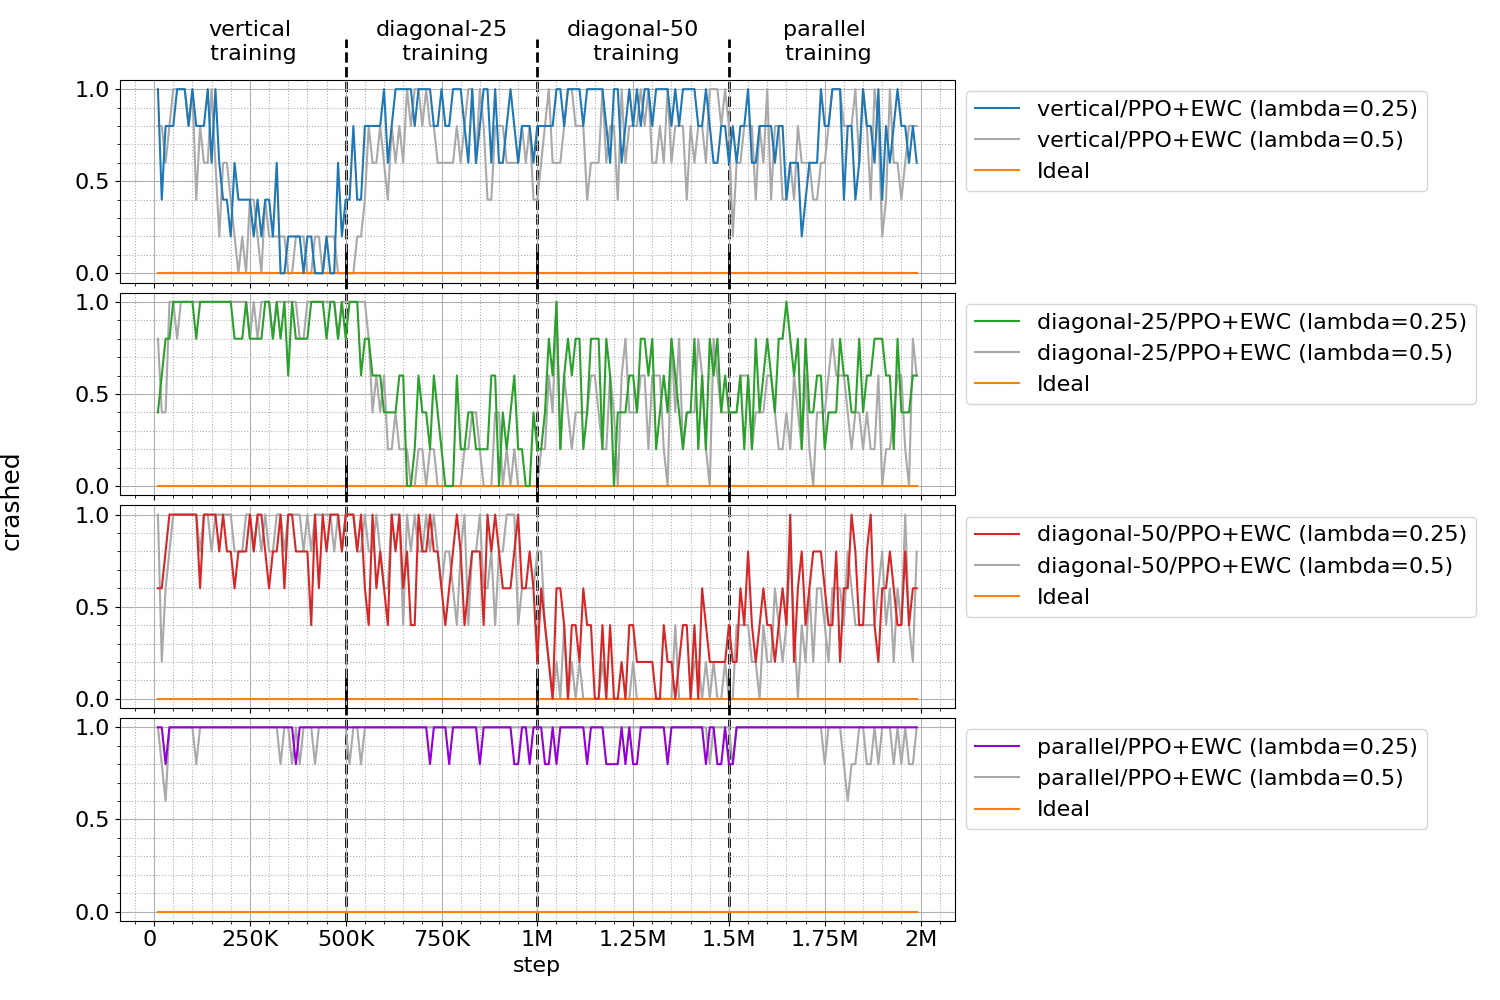 vertical
training
diagonal-25
training
diagonal-50
training
parallel
training
crashed
1.0
0.5
0.0
vertical/PPO+EWC (lambda=0.25)
vertical/PPO+EWC (lambda=0.5)
Ideal
1.0
0.5
0.0
diagonal-25/PPO+EWC (lambda=0.25)
diagonal-25/PPO+EWC (lambda=0.5)
Ideal
1.0
0.5
0.0
diagonal-50/PPO+EWC (lambda=0.25)
diagonal-50/PPO+EWC (lambda=0.5)
Ideal
1.0
0.5
0.0
parallel/PPO+EWC (lambda=0.25)
parallel/PPO+EWC (lambda=0.5)
Ideal
0 250K 500K 750K 1M 1.25M 1.5M 1.75M 2M
step